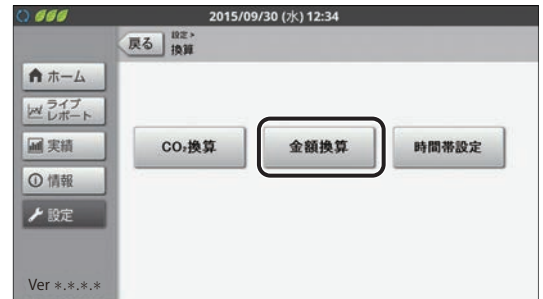 2015/09/30 (水) 12:34
戻る
設定 >
換算
ホーム
ライブ
レポート
実績
情報
設定
CO₂換算
金額換算
時間帯設定
Ver *.*.*.*